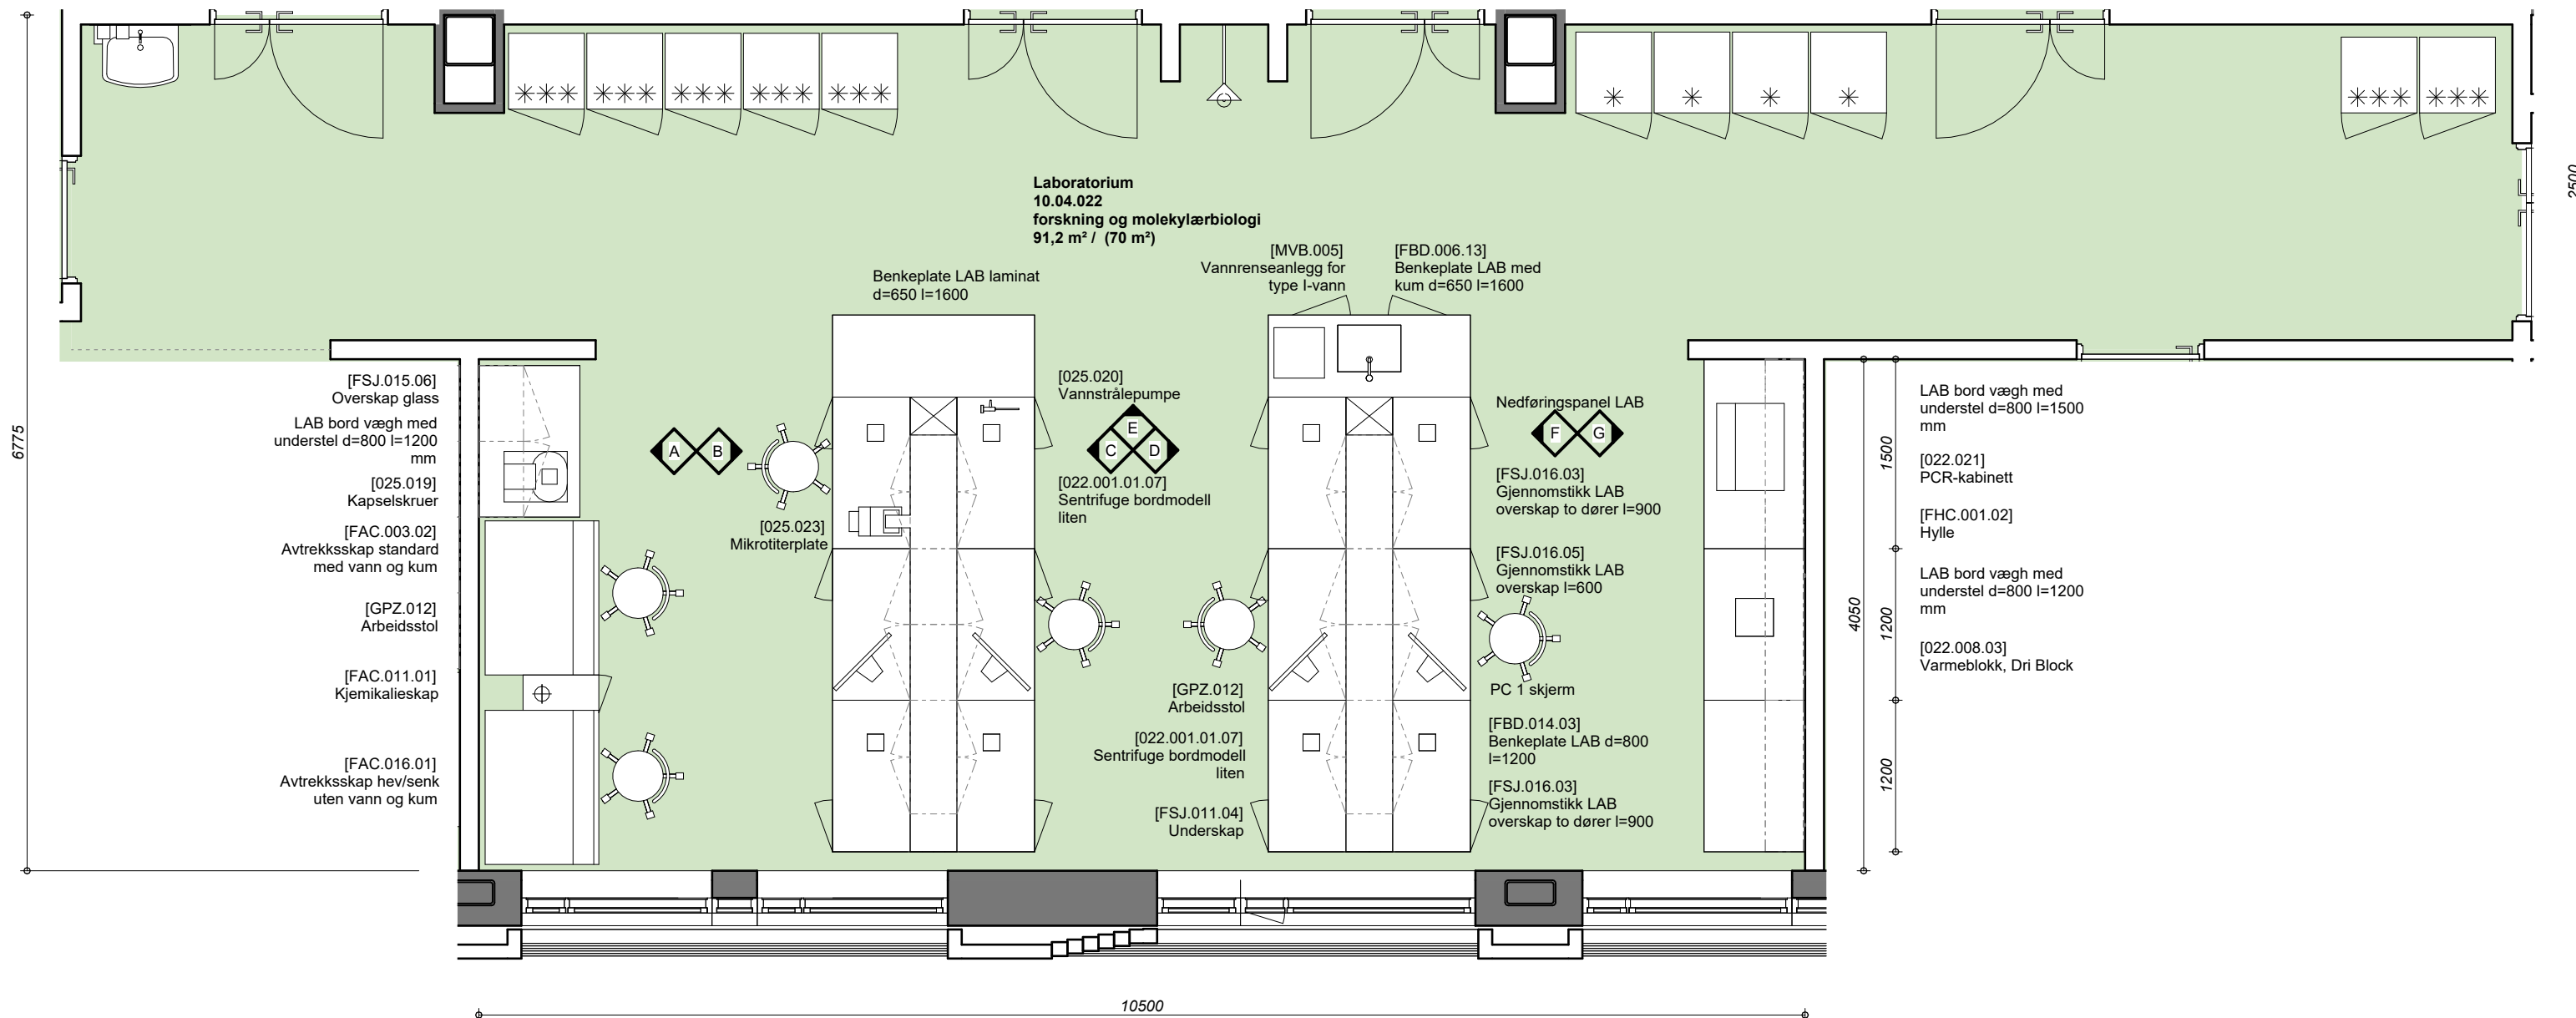 Laboratorium
10.04.022
forskning og molekylærbiologi
91,2 m² / (70 m²)
2500
Benkeplate LAB laminat
d=650 l=1600
[MVB.005]
Vannrenseanlegg for
type I-vann
[FBD.006.13]
Benkeplate LAB med
kum d=650 l=1600
6775
[FSJ.015.06]
Overskap glass
LAB bord vægh med
understel d=800 l=1200
mm
[025.019]
Kapselskruer
[FAC.003.02]
Avtrekksskap standard
med vann og kum
[GPZ.012]
Arbeidsstol
[FAC.011.01]
Kjemikalieskap
[FAC.016.01]
Avtrekksskap hev/senk
uten vann og kum
A
B
[025.023]
Mikrotiterplate
[025.020]
Vannstrålepumpe
E
C
D
[022.001.01.07]
Sentrifuge bordmodell
liten
[GPZ.012]
Arbeidsstol
[022.001.01.07]
Sentrifuge bordmodell
liten
[FSJ.011.04]
Underskap
Nedføringspanel LAB
F
G
[FSJ.016.03]
Gjennomstikk LAB
overskap to dører l=900
[FSJ.016.05]
Gjennomstikk LAB
overskap l=600
PC 1 skjerm
[FBD.014.03]
Benkeplate LAB d=800
l=1200
[FSJ.016.03]
Gjennomstikk LAB
overskap to dører l=900
4050
1500
1200
1200
LAB bord vægh med
understel d=800 l=1500
mm
[022.021]
PCR-kabinett
[FHC.001.02]
Hylle
LAB bord vægh med
understel d=800 l=1200
mm
[022.008.03]
Varmeblokk, Dri Block
10500